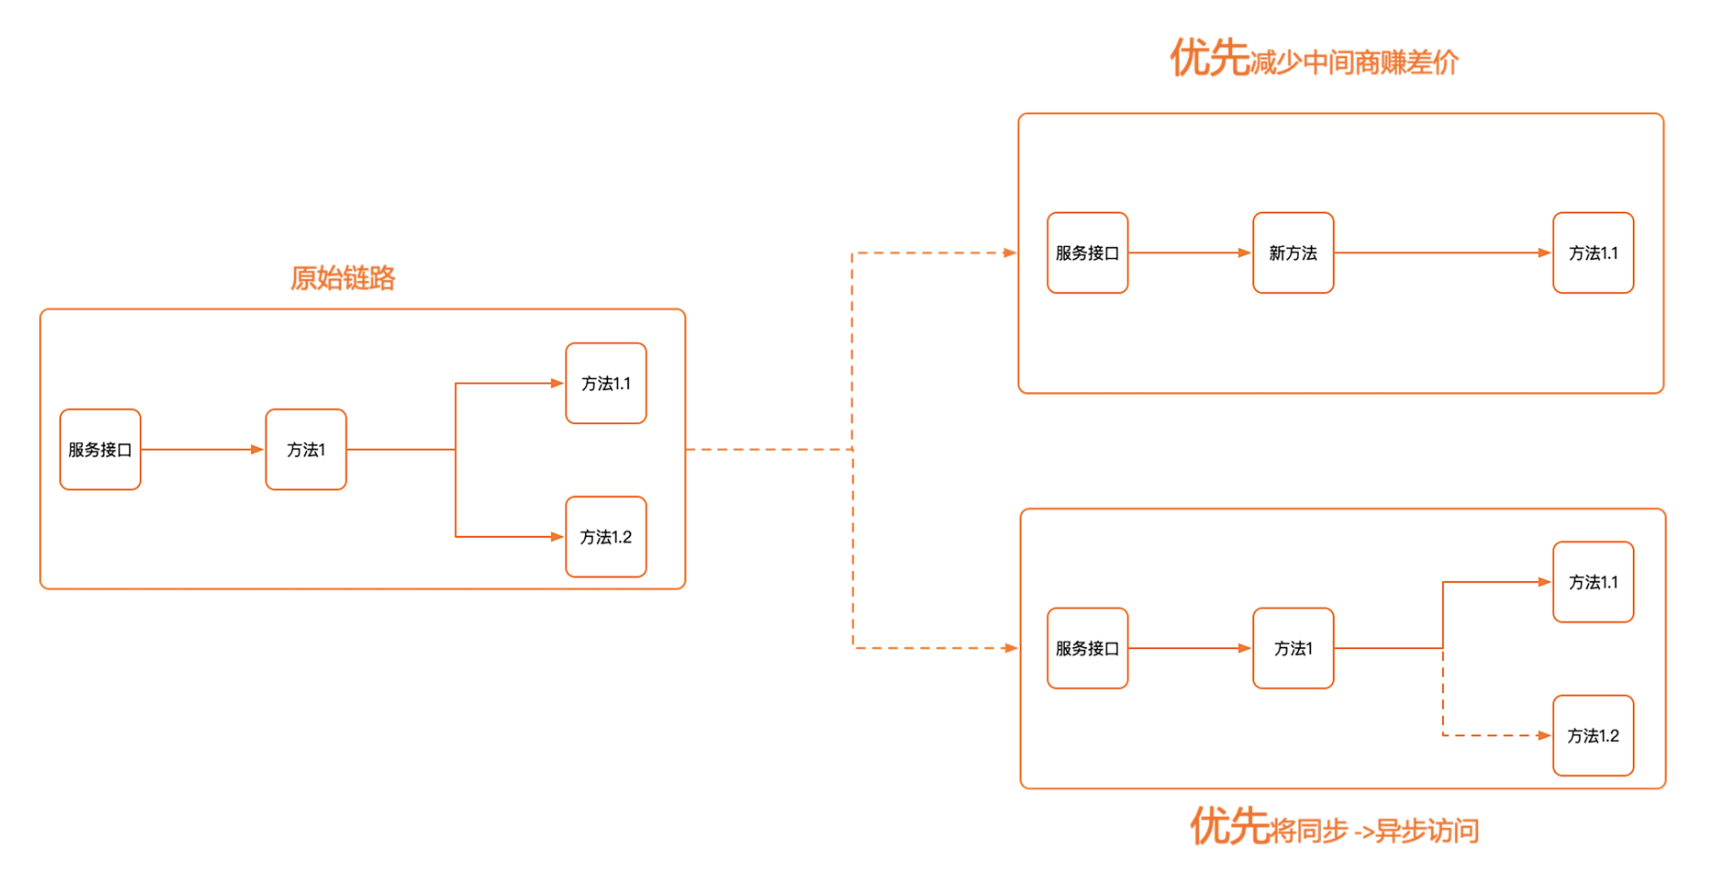 原始链路
服务接口
方法1
方法1.1
方法1.2
优先减少中间商赚差价
服务接口
新方法
方法1.1
服务接口
方法1
方法1.1
方法1.2
优先将同步 ->异步访问